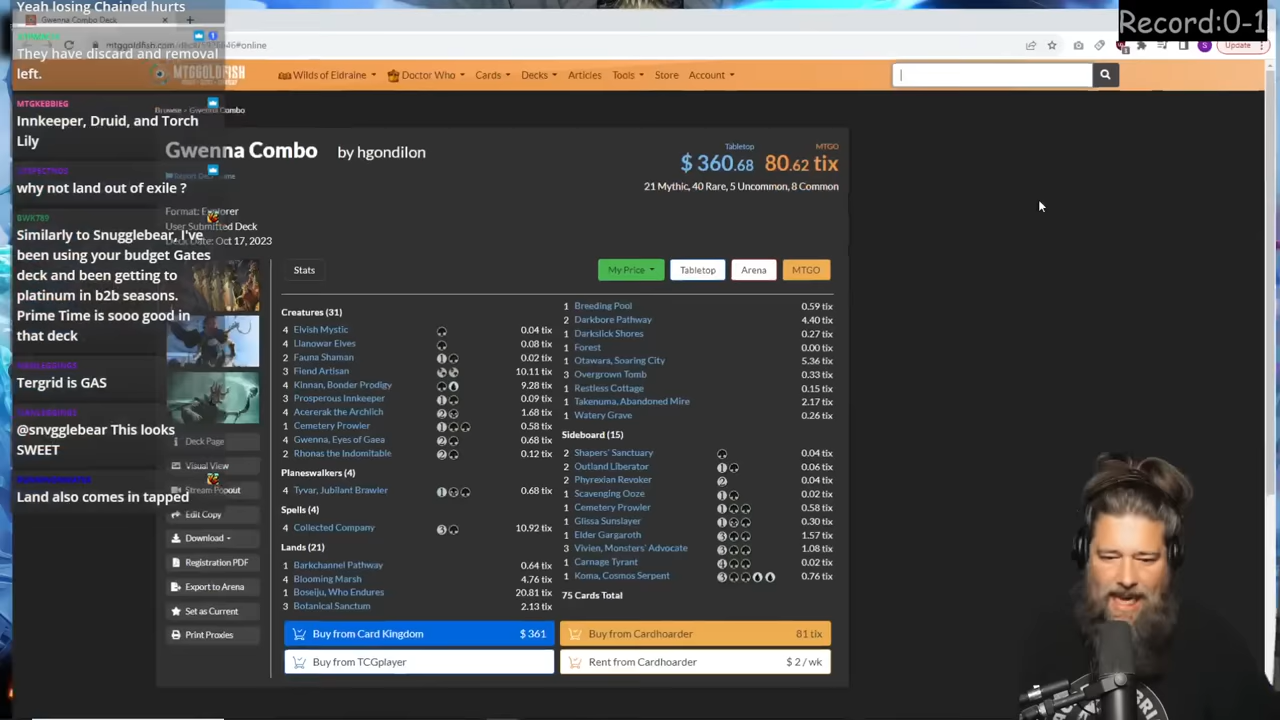 Yeah losing Chained hurts
They have discard and removal
left.
MTGKEBBIEG
Innkeeper, Druid, and Torch
Lily
why not land out of exile ?
BWK789
Similarly to Snugglebear, I've
been using your budget Gates
deck and been getting to
platinum in b2b seasons.
Prime Time is sooo good in
that deck
Tergrid is GAS
@snvgglebear This looks
SWEET
Land also comes in tapped
Gwenna Combo Deck
Record:0-1
Update
MTGGOLDFISH
Wilds of Eldraine
Doctor Who
Cards
Decks
Articles
Tools
Store
Account
Gwenna Combo
Gwenna Combo by hgondilon
Tabletop
$ 360.68
MTGO
80.62 tix
21 Mythic, 40 Rare, 5 Uncommon, 8 Common
Format: Explorer
User Submitted Deck
Deck Date: Oct 17, 2023
Stats
My Price
Tabletop
Arena
MTGO
Creatures (31)
4 Elvish Mystic 0.04 tix
4 Llanowar Elves 0.08 tix
2 Fauna Shaman 0.02 tix
3 Fiend Artisan 10.11 tix
4 Kinnan, Bonder Prodigy 9.28 tix
3 Prosperous Innkeeper 0.09 tix
4 Acererak the Archlich 1.68 tix
1 Cemetery Prowler 0.58 tix
4 Gwenna, Eyes of Gaea 0.68 tix
2 Rhonas the Indomitable 0.12 tix
Planeswalkers (4)
4 Tyvar, Jubilant Brawler 0.68 tix
Spells (4)
4 Collected Company 10.92 tix
Lands (21)
1 Barkchannel Pathway 0.64 tix
4 Blooming Marsh 4.76 tix
1 Boseiju, Who Endures 20.81 tix
3 Botanical Sanctum 2.13 tix
1 Breeding Pool 0.59 tix
2 Darkbore Pathway 4.40 tix
1 Darkslick Shores 0.27 tix
1 Forest 0.00 tix
1 Otawara, Soaring City 5.36 tix
3 Overgrown Tomb 0.33 tix
1 Restless Cottage 0.15 tix
1 Takenuma, Abandoned Mire 2.17 tix
1 Watery Grave 0.26 tix
Sideboard (15)
2 Shapers' Sanctuary 0.04 tix
2 Outland Liberator 0.06 tix
2 Phyrexian Revoker 0.04 tix
1 Scavenging Ooze 0.02 tix
1 Cemetery Prowler 0.58 tix
1 Glissa Sunslayer 0.30 tix
1 Elder Gargaroth 1.57 tix
3 Vivien, Monsters' Advocate 1.08 tix
1 Carnage Tyrant 0.02 tix
1 Koma, Cosmos Serpent 0.76 tix
75 Cards Total
Deck Page
Visual View
Stream Popout
Edit Copy
Download
Registration PDF
Export to Arena
Set as Current
Print Proxies
Buy from Card Kingdom $ 361
Buy from Cardhoarder 81 tix
Buy from TCGplayer
Rent from Cardhoarder $ 2 / wk